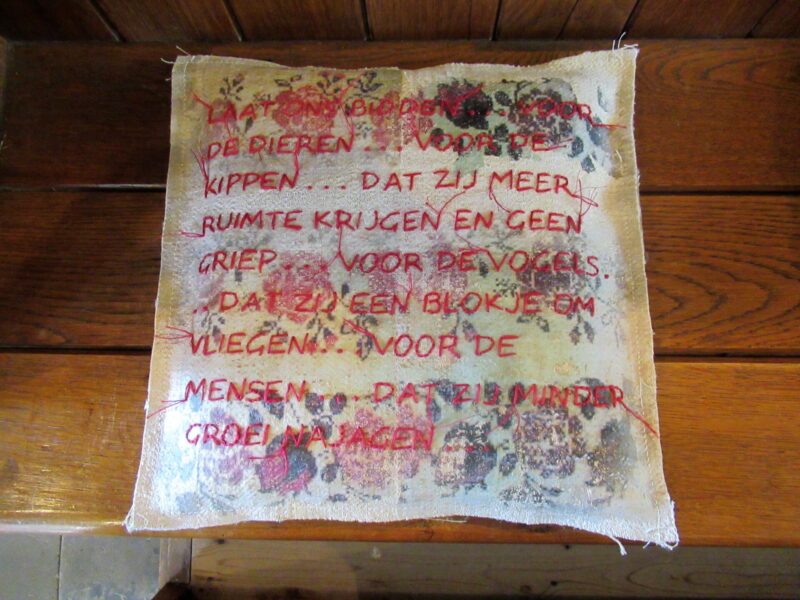 LAAT ONS BIDDEN... VOOR
DE DIEREN... VOOR DE
KIPPEN... DAT ZIJ MEER
RUIMTE KRIJGEN EN GEEN
GRIEP... VOOR DE VOGELS.
..DAT ZIJ EEN BLOKJE OM
VLIEGEN... VOOR DE
MENSEN... DAT ZIJ MINDER
GROEI NAJAGEN....